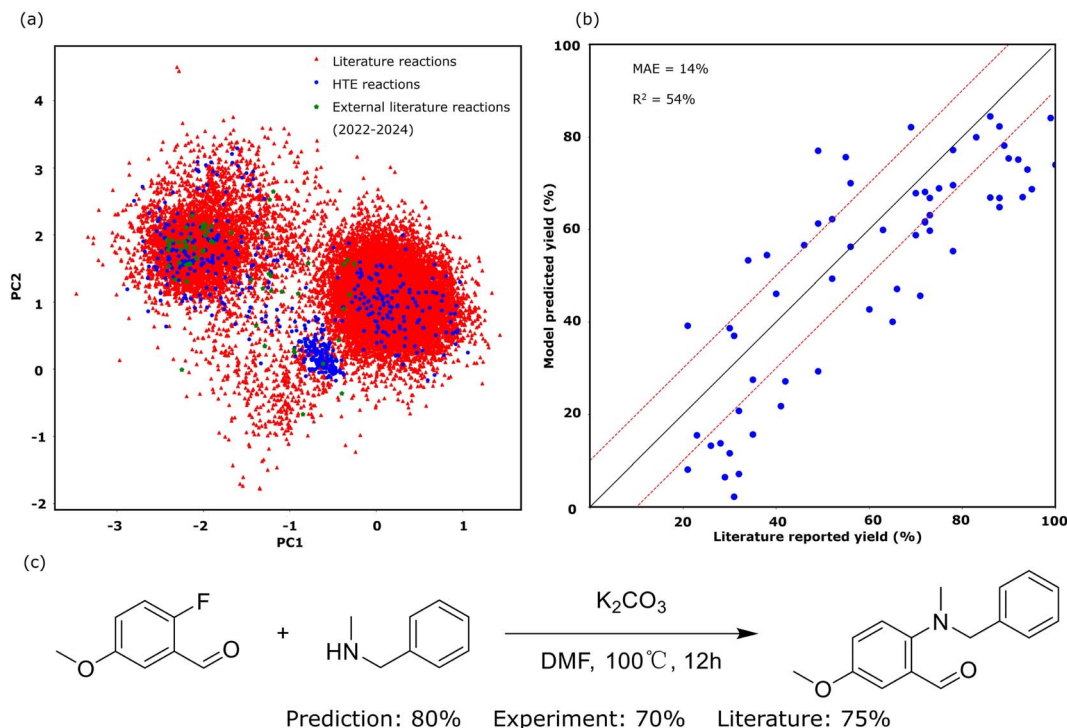 (a)
Literature reactions
HTE reactions
External literature reactions
(2022-2024)
4
3
2
1
0
-1
-2
PC2
-3
-2
-1
0
1
PC1
(b)
MAE = 14%
R² = 54%
100
80
60
40
20
0
Model predicted yield (%)
20
40
60
80
100
Literature reported yield (%)
(c)
F
O
O
+
HN
K₂CO₃
DMF, 100℃, 12h
N
O
O
Prediction: 80% Experiment: 70% Literature: 75%